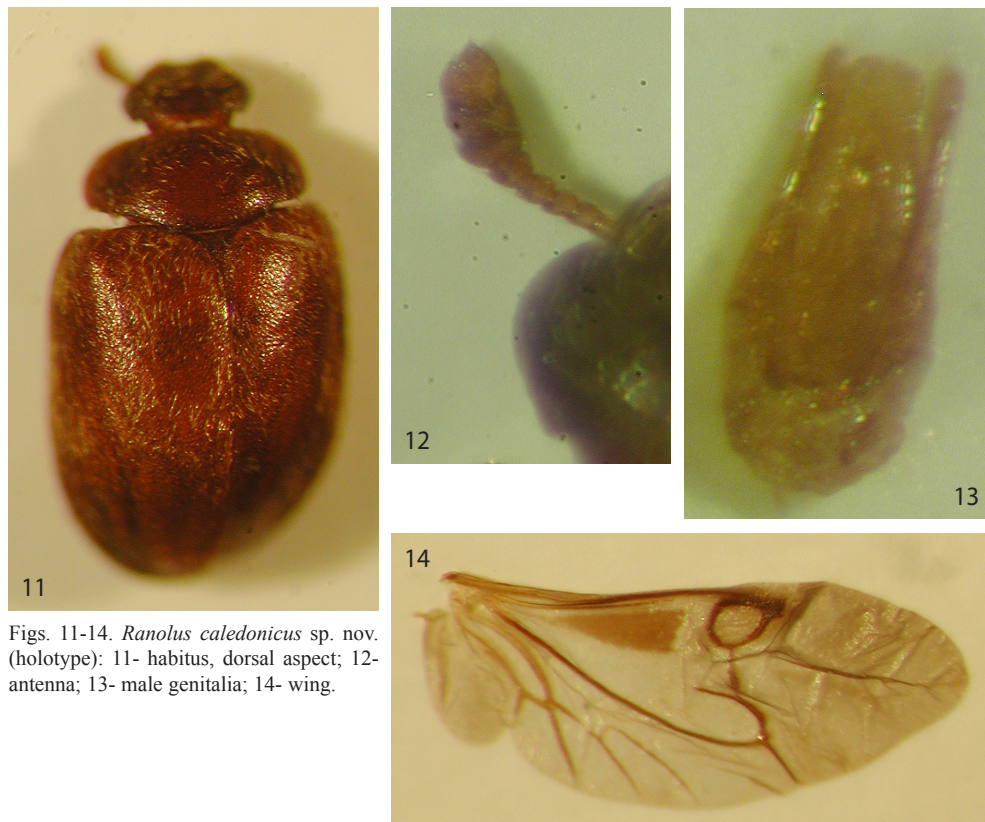 11
12
13
14
Figs. 11-14. Ranolus caledonicus sp. nov.
(holotype): 11- habitus, dorsal aspect; 12-
antenna; 13- male genitalia; 14- wing.